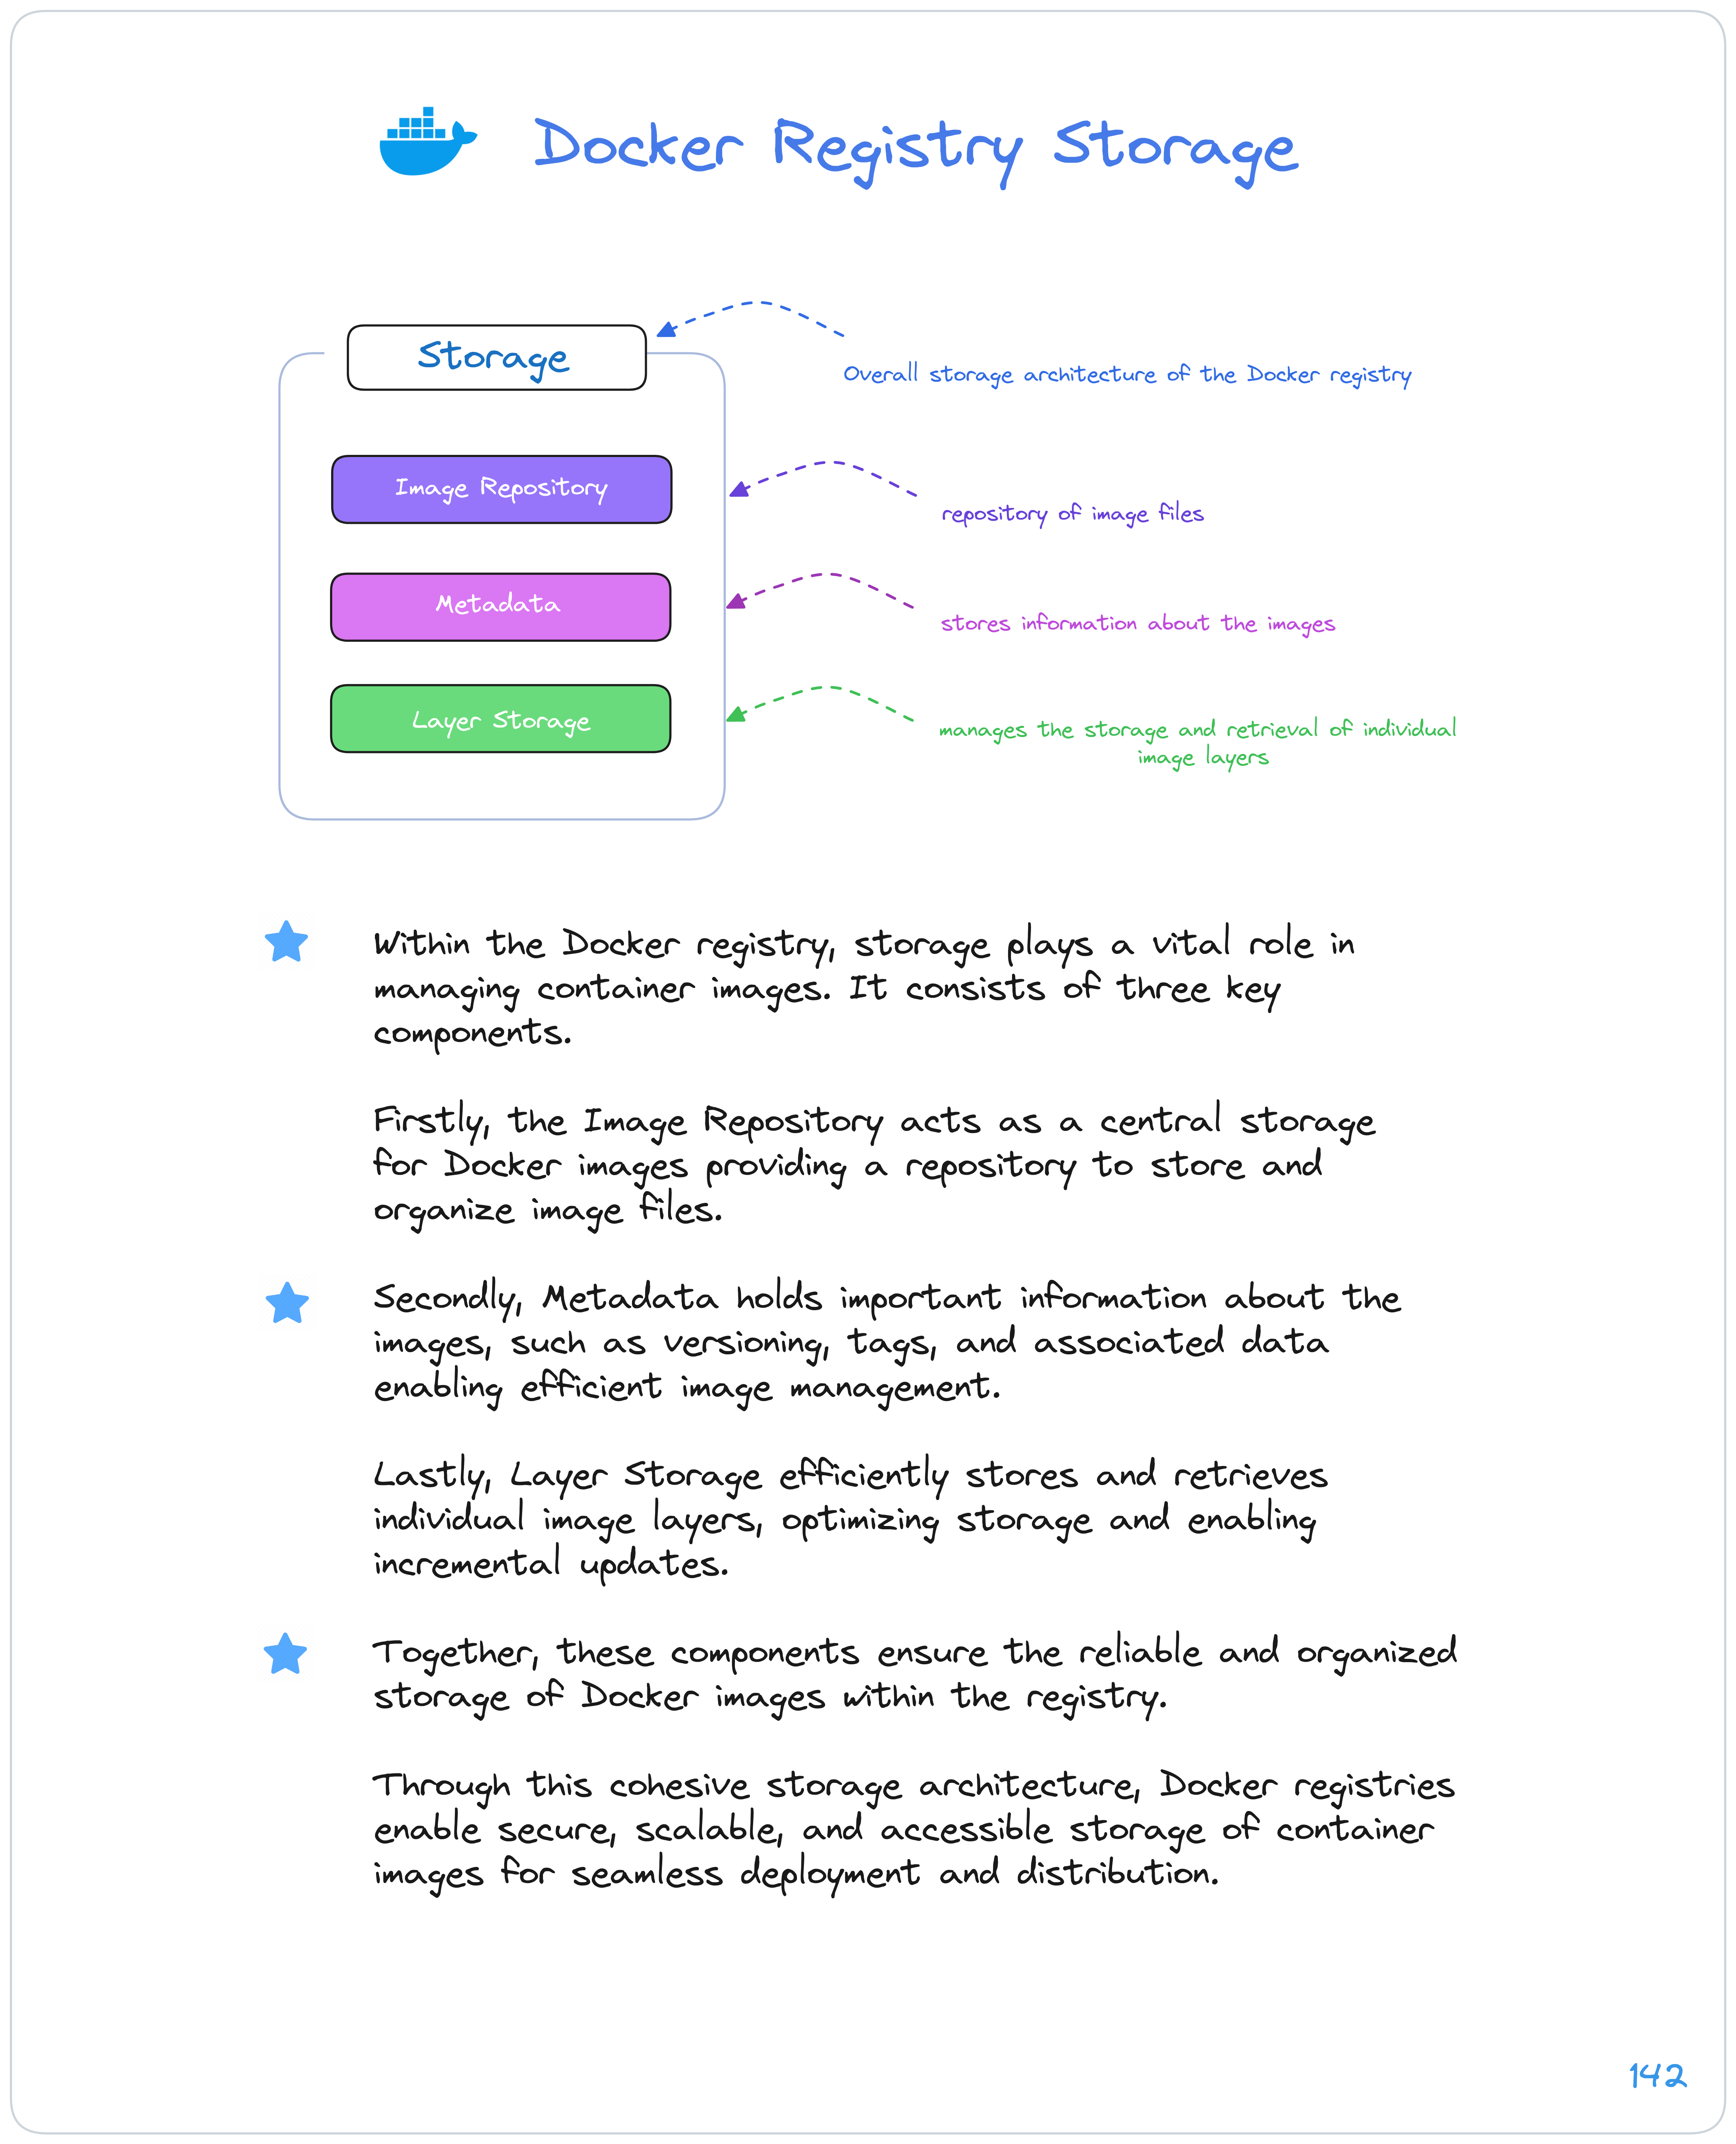 Docker Registry Storage
Storage
Overall storage architecture of the Docker registry
Image Repository
repository of image files
Metadata
stores information about the images
Layer Storage
manages the storage and retrieval of individual
image layers
Within the Docker registry, storage plays a vital role in
managing container images. It consists of three key
components.
Firstly, the Image Repository acts as a central storage
for Docker images providing a repository to store and
organize image files.
Secondly, Metadata holds important information about the
images, such as versioning, tags, and associated data
enabling efficient image management.
Lastly, Layer Storage efficiently stores and retrieves
individual image layers, optimizing storage and enabling
incremental updates.
Together, these components ensure the reliable and organized
storage of Docker images within the registry.
Through this cohesive storage architecture, Docker registries
enable secure, scalable, and accessible storage of container
images for seamless deployment and distribution.
142